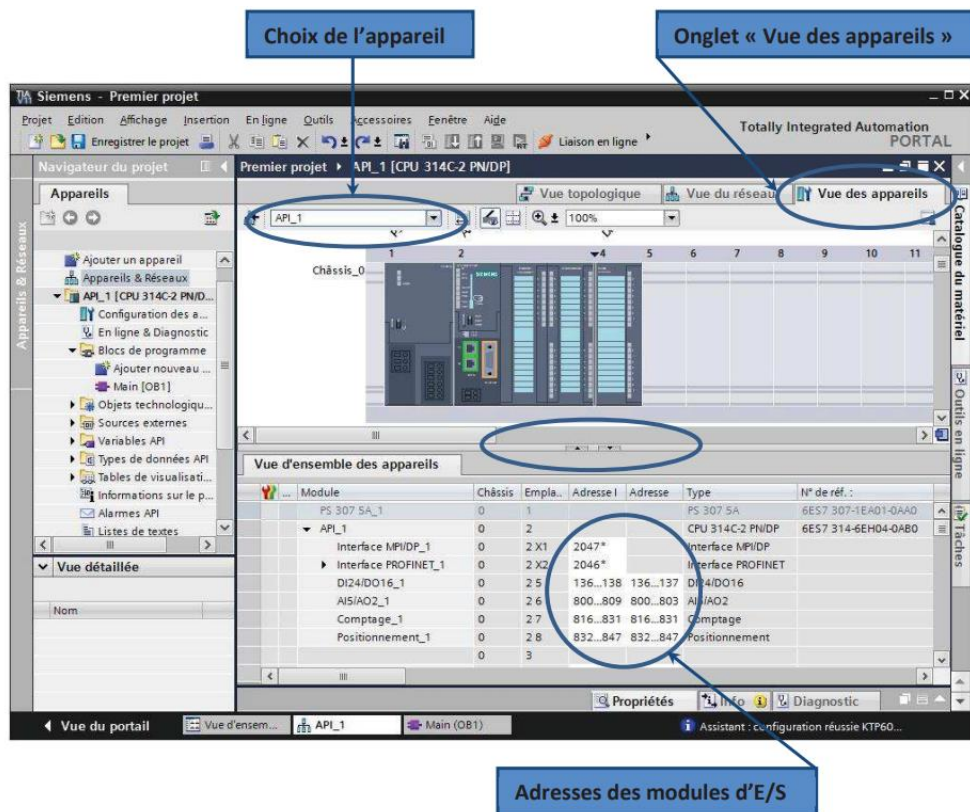 Choix de l'appareil
Onglet « Vue des appareils »
Siemens - Premier projet
Projet Edition Affichage Insertion En ligne Outils Accessoires Fenêtre Aide
Totally Integrated Automation
PORTAL
Enregistrer le projet
Liaison en ligne
Navigateur du projet
Premier projet ▸ API_1 [CPU 314C-2 PN/DP]
Appareils
Vue topologique
Vue du réseau
Vue des appareils
API_1
100%
Appareils & Réseaux
Ajouter un appareil
Appareils & Réseaux
API_1 [CPU 314C-2 PN/D...
Configuration des a...
En ligne & Diagnostic
Blocs de programme
Ajouter nouveau ...
Main [OB1]
Objets technologiqu...
Sources externes
Variables API
Types de données API
Tables de visualisati...
Informations sur le p...
Alarmes API
Listes de textes
Châssis_0
1 2 4 5 6 7 8 9 10 11
SIEMENS
Catalogue du matériel
Outils en ligne
Tâches
Vue détaillée
Nom
Vue d'ensemble des appareils
... Module Châssis Empla... Adresse I Adresse Type N° de réf. :
PS 307 5A_1 0 1 PS 307 5A 6ES7 307-1EA01-0AA0
API_1 0 2 CPU 314C-2 PN/DP 6ES7 314-6EH04-0AB0
Interface MPI/DP_1 0 2 X1 2047* Interface MPI/DP
Interface PROFINET_1 0 2 X2 2046* Interface PROFINET
DI24/DO16_1 0 2 5 136...138 136...137 DI24/DO16
AI5/AO2_1 0 2 6 800...809 800...803 AI5/AO2
Comptage_1 0 2 7 816...831 816...831 Comptage
Positionnement_1 0 2 8 832...847 832...847 Positionnement
0 3
Propriétés
Info
Diagnostic
Vue du portail
Vue d'ensem...
API_1
Main (OB1)
Assistant : configuration réussie KTP60...
Adresses des modules d'E/S